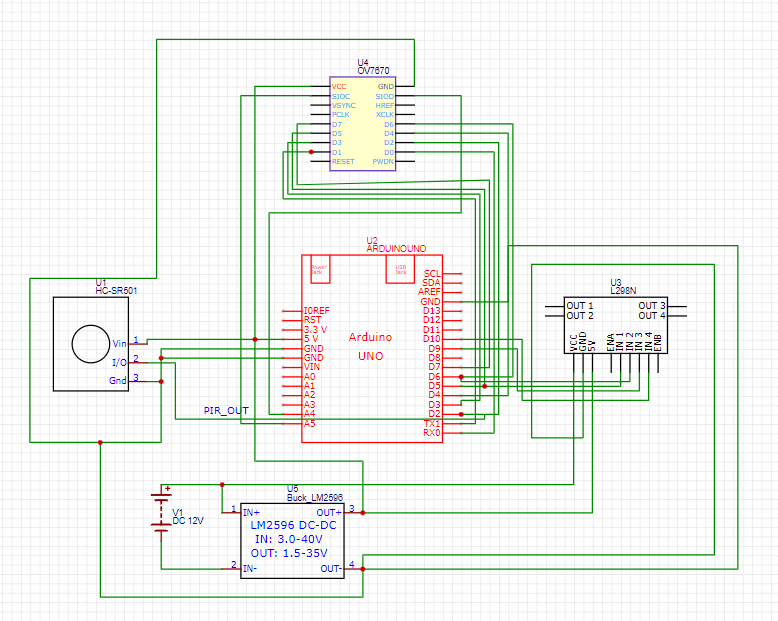 U4
OV7670
VCC GND
SIOC SIOD
VSYNC HREF
PCLK XCLK
D7 D6
D5 D4
D3 D2
D1 D0
RESET PWDN
U2
ARDUINOUNO
Power Jack
USB Jack
SCL
SDA
AREF
GND
IOREF D13
RST D12
3.3 V D11
5 V D10
GND D9
GND D8
VIN D7
A0 D6
A1 D5
A2 D4
A3 D3
A4 D2
A5 TX1
RX0
Arduino
UNO
U1
HC-SR501
Vin 1
I/O 2
Gnd 3
PIR_OUT
U3
L298N
OUT 1 OUT 3
OUT 2 OUT 4
VCC
GND
5V
ENA
IN 1
IN 2
IN 3
IN 4
ENB
V1
DC 12V
+
U5
Buck_LM2596
1 IN+ OUT+ 3
LM2596 DC-DC
IN: 3.0-40V
OUT: 1.5-35V
2 IN- OUT- 4